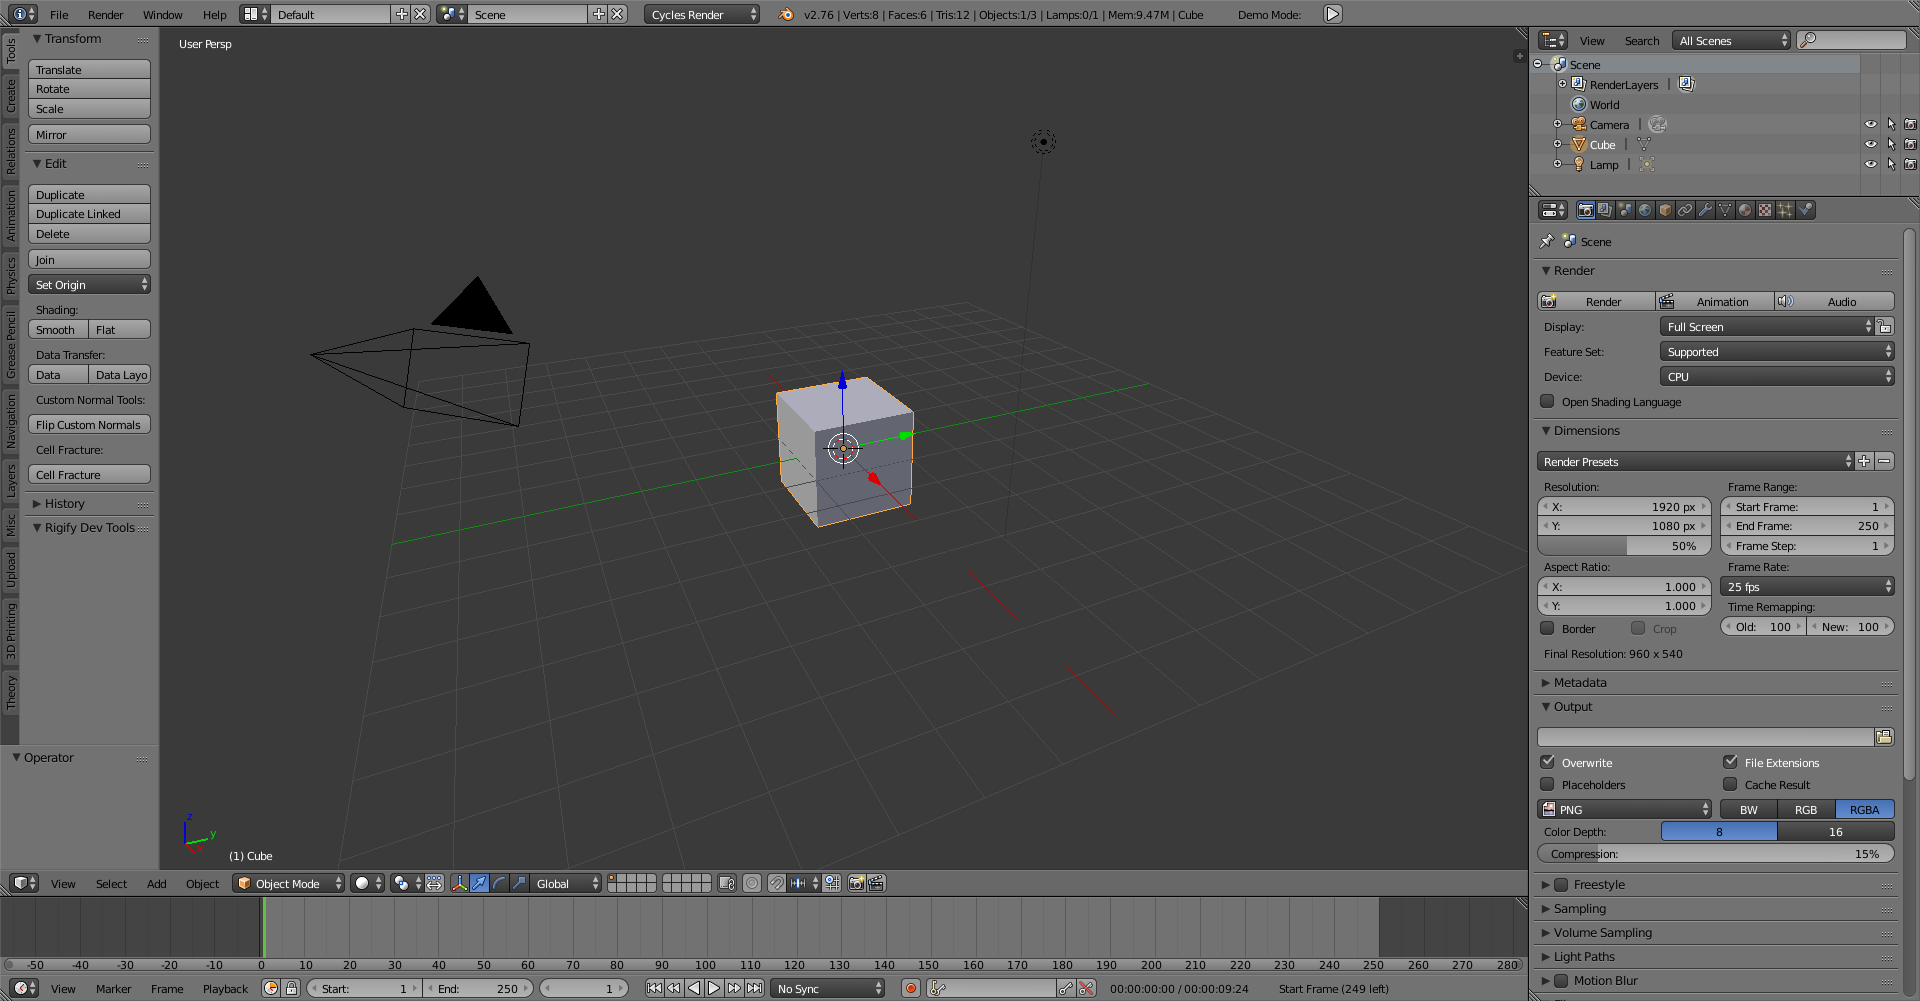 File Render Window Help Default Scene Cycles Render v2.76 | Verts:8 | Faces:6 | Tris:12 | Objects:1/3 | Lamps:0/1 | Mem:9.47M | Cube Demo Mode:
Tools
Create
Relations
Animation
Physics
Grease Pencil
Navigation
Layers
Misc
Upload
3D Printing
Theory
Transform
Translate
Rotate
Scale
Mirror
Edit
Duplicate
Duplicate Linked
Delete
Join
Set Origin
Shading:
Smooth Flat
Data Transfer:
Data Data Layo
Custom Normal Tools:
Flip Custom Normals
Cell Fracture:
Cell Fracture
History
Rigify Dev Tools
Operator
User Persp
z
y
x
(1) Cube
View Select Add Object Object Mode Global
-50 -40 -30 -20 -10 0 10 20 30 40 50 60 70 80 90 100 110 120 130 140 150 160 170 180 190 200 210 220 230 240 250 260 270 280
View Marker Frame Playback Start: 1 End: 250 1 No Sync 00:00:00:00 / 00:00:09:24 Start Frame (249 left)
View Search All Scenes
Scene
RenderLayers |
World
Camera |
Cube |
Lamp |
Scene
Render
Render Animation Audio
Display: Full Screen
Feature Set: Supported
Device: CPU
Open Shading Language
Dimensions
Render Presets
Resolution: Frame Range:
X: 1920 px Start Frame: 1
Y: 1080 px End Frame: 250
50% Frame Step: 1
Aspect Ratio: Frame Rate:
X: 1.000 25 fps
Y: 1.000 Time Remapping:
Border Crop Old: 100 New: 100
Final Resolution: 960 x 540
Metadata
Output
Overwrite File Extensions
Placeholders Cache Result
PNG BW RGB RGBA
Color Depth: 8 16
Compression: 15%
Freestyle
Sampling
Volume Sampling
Light Paths
Motion Blur